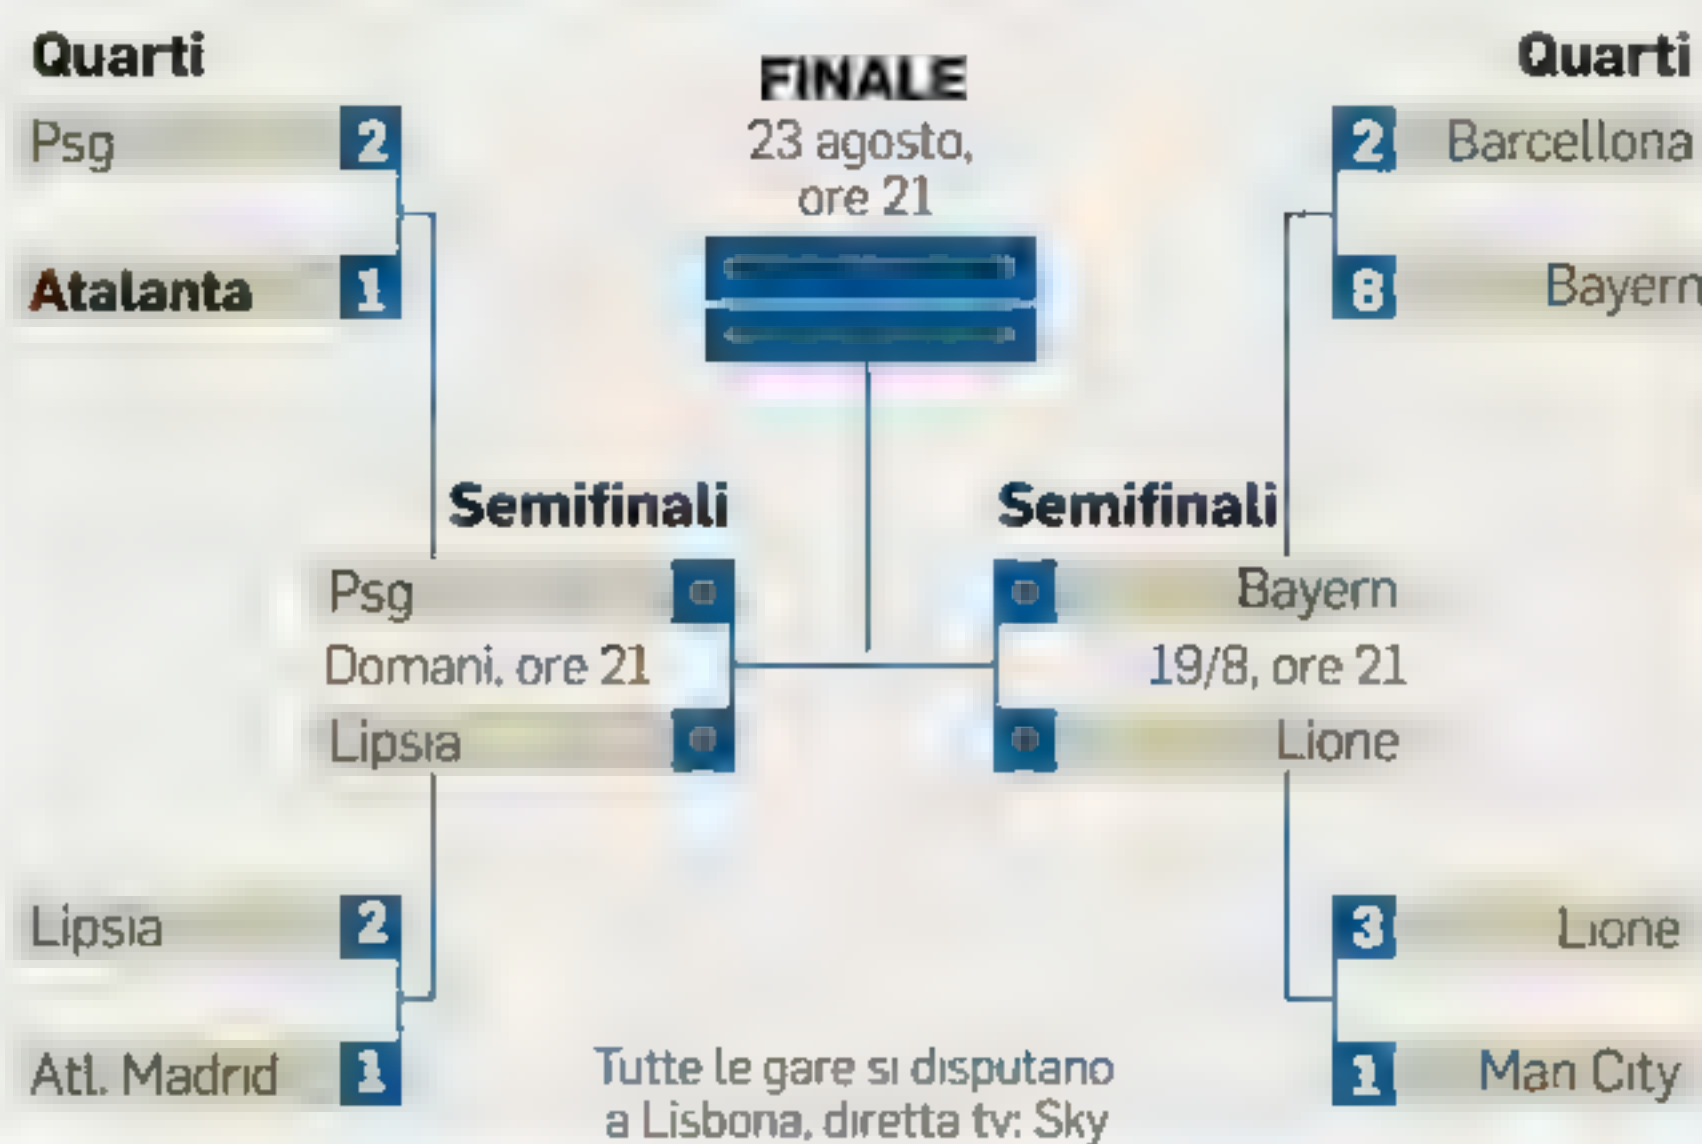 Quarti
Psg 2
Atalanta 1
FINALE
23 agosto,
ore 21
Quarti
2 Barcellona
8 Bayern
Semifinali
Psg
Domani, ore 21
Lipsia
Semifinali
Bayern
19/8, ore 21
Lione
Lipsia 2
Atl. Madrid 1
3 Lione
1 Man City
Tutte le gare si disputano
a Lisbona, diretta tv: Sky